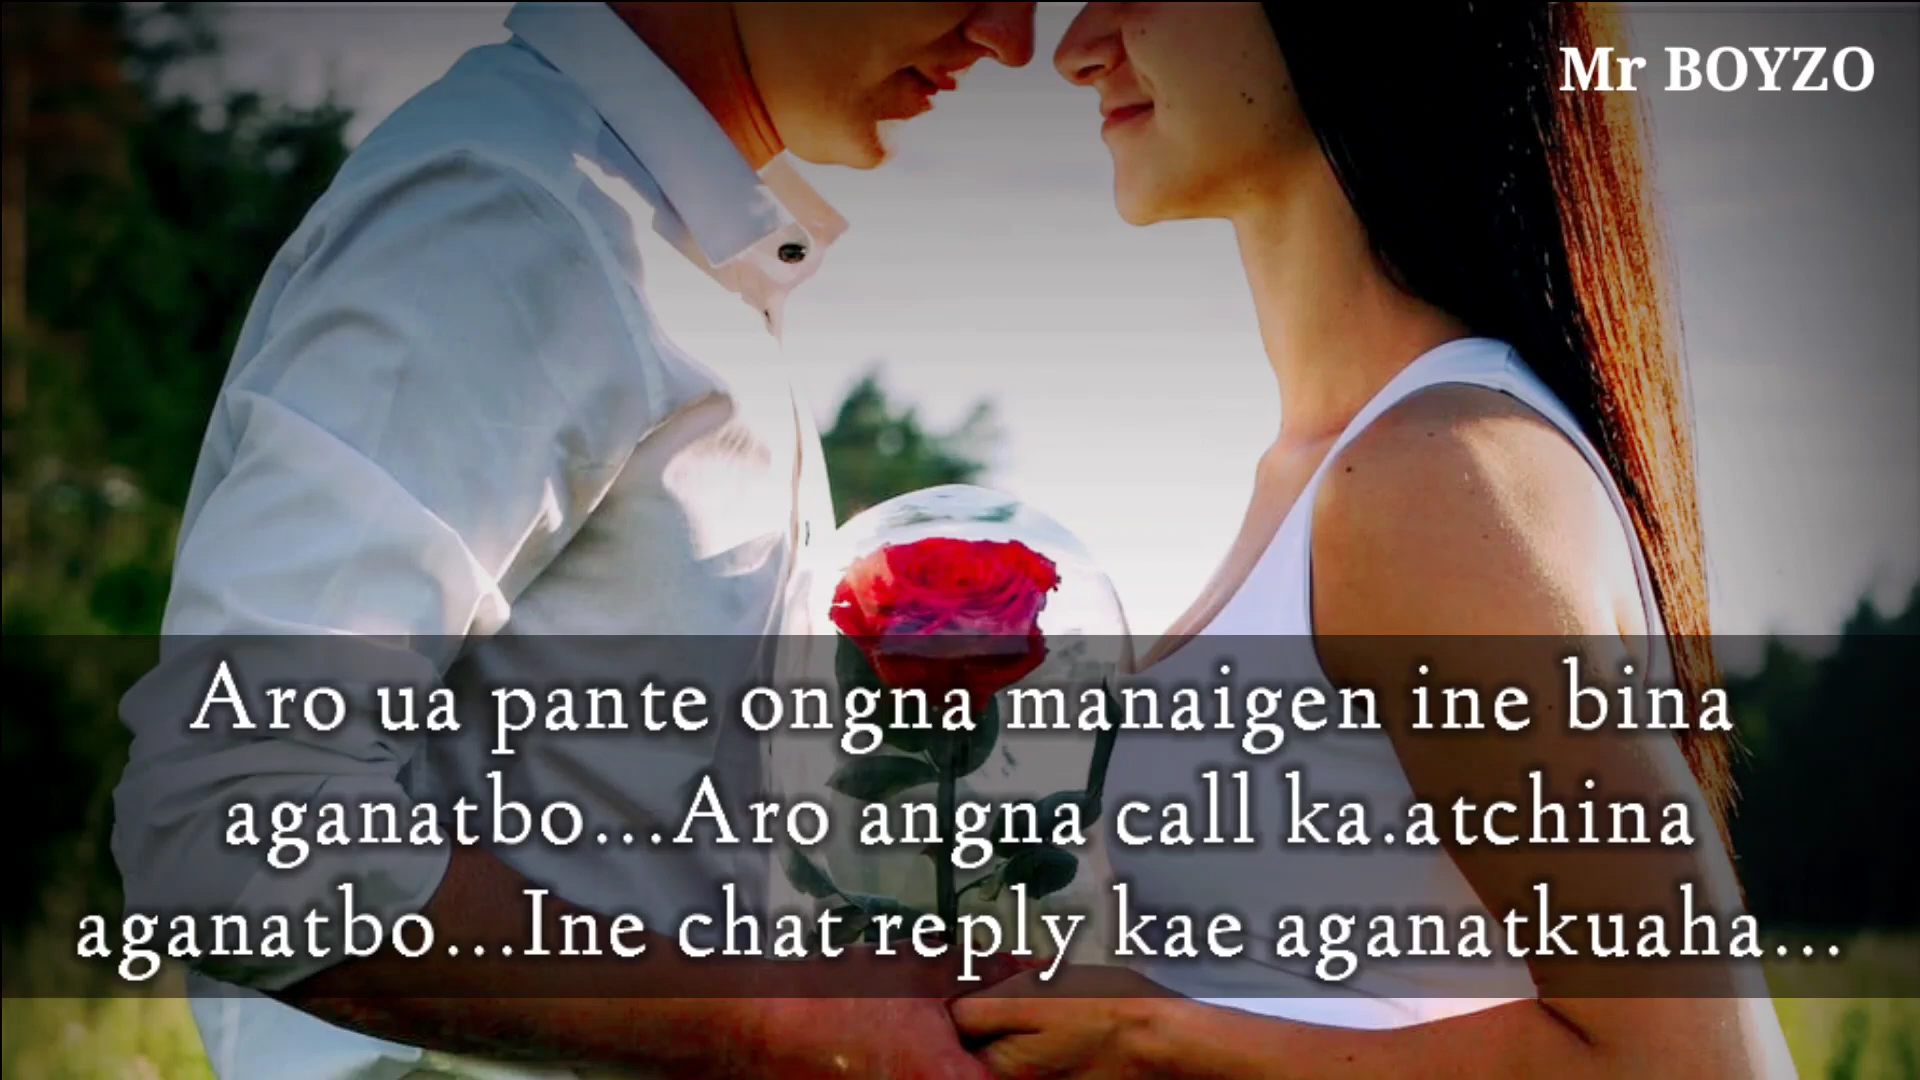 Mr BOYZO
Aro ua pante ongna manaigen ine bina
aganatbo...Aro angna call ka.atchina
aganatbo...Ine chat reply kae aganatkuaha...